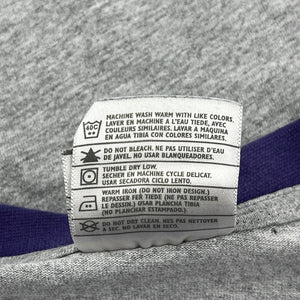 MACHINE WASH WARM WITH LIKE COLORS.
LAVER EN MACHINE A L'EAU TIEDE, AVEC
COULEURS SIMILAIRES. LAVAR A MAQUINA
EN AGUA TIBIA CON COLORES SIMILARES.
40C
DO NOT BLEACH. NE PAS UTILISER D'EAU
DE JAVEL. NO USAR BLANQUEADORES.
TUMBLE DRY LOW.
SECHER EN MACHINE CYCLE DELICAT.
USAR SECADORA CICLO LENTO.
WARM IRON (DO NOT IRON DESIGN.)
REPASSER FER TIÈDE (NE PAS REPASSER
LE DESSIN.) USAR PLANCHA TIBIA
(NO PLANCHAR ESTAMPADO.)
DO NOT DRY CLEAN. NE PAS NETTOYER
A SEC. NO LAVAR EN SECO.